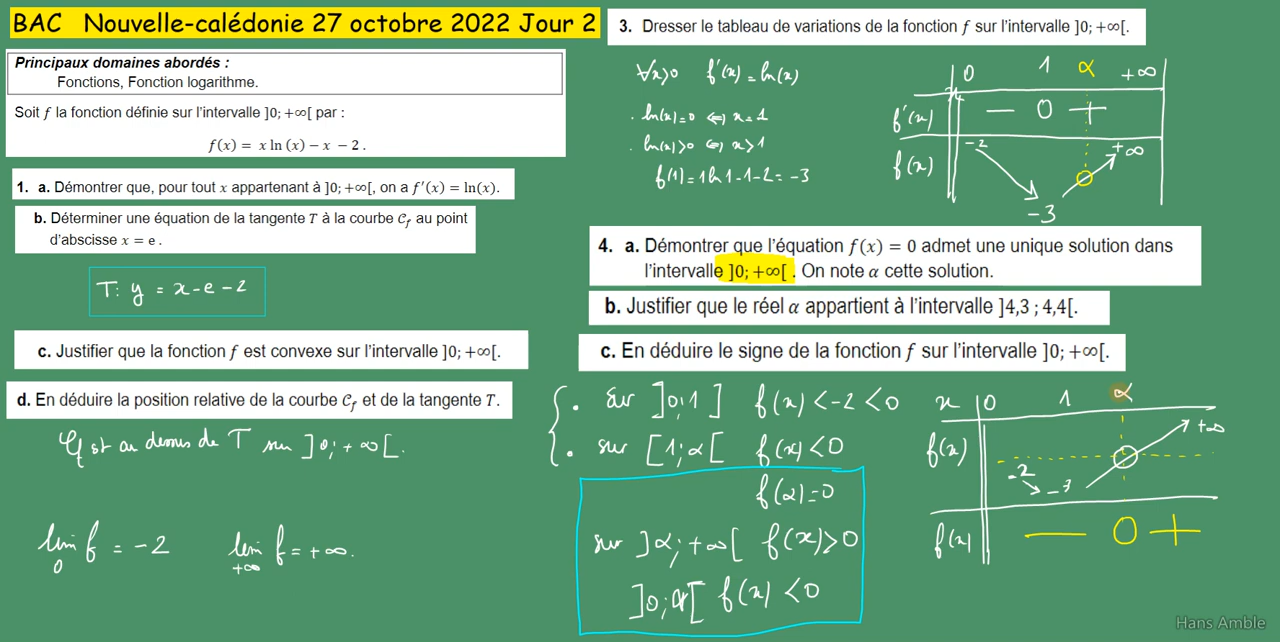 BAC Nouvelle-calédonie 27 octobre 2022 Jour 2
Principaux domaines abordés :
Fonctions, Fonction logarithme.
Soit f la fonction définie sur l'intervalle ]0; +∞[ par :
f(x) = x ln (x) − x − 2 .
1. a. Démontrer que, pour tout x appartenant à ]0; +∞[, on a f'(x) = ln(x).
b. Déterminer une équation de la tangente T à la courbe 𝒞f au point
d'abscisse x = e .
T: y = x - e - 2
c. Justifier que la fonction f est convexe sur l'intervalle ]0; +∞[.
d. En déduire la position relative de la courbe 𝒞f et de la tangente T.
Cf est au dessus de T sur ]0; +∞[.
lim f = -2 lim f = +∞.
0 +∞
3. Dresser le tableau de variations de la fonction f sur l'intervalle ]0; +∞[.
∀x>0 f'(x) = ln(x)
. ln(x)=0 ⇔ x=1
. ln(x)>0 ⇔ x>1
f(1) = 1 ln 1 - 1 - 2 = -3
0 1 α +∞
f'(x) − 0 +
f(x) -2 -3 +∞
4. a. Démontrer que l'équation f(x) = 0 admet une unique solution dans
l'intervalle ]0; +∞[ . On note α cette solution.
b. Justifier que le réel α appartient à l'intervalle ]4,3 ; 4,4[.
c. En déduire le signe de la fonction f sur l'intervalle ]0; +∞[.
. sur ]0;1] f(x) < -2 < 0
. sur [1; α[ f(x) < 0
f(α) = 0
sur ]α; +∞[ f(x) > 0
]0; α[ f(x) < 0
x 0 1 α
f(x) -2 -3 +∞
f(x) − 0 +
Hans Amble